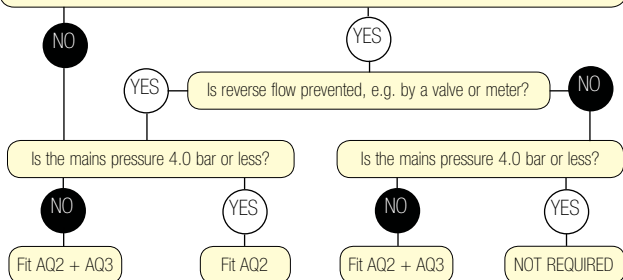 NO
YES
YES
Is reverse flow prevented, e.g. by a valve or meter?
NO
Is the mains pressure 4.0 bar or less?
Is the mains pressure 4.0 bar or less?
NO
YES
NO
YES
Fit AQ2 + AQ3
Fit AQ2
Fit AQ2 + AQ3
NOT REQUIRED